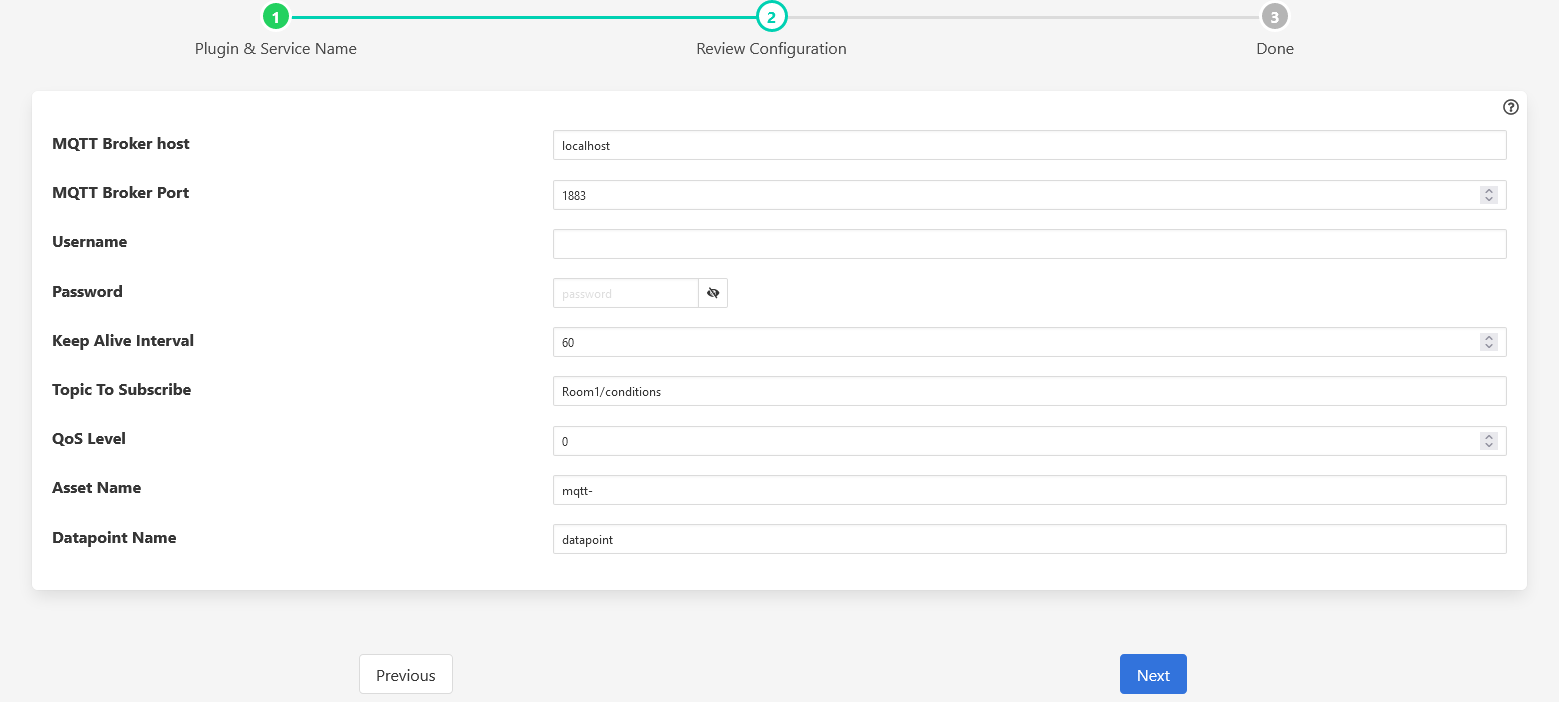 1
2
3
Plugin & Service Name
Review Configuration
Done
?
MQTT Broker host
localhost
MQTT Broker Port
1883
Username
Password
password
Keep Alive Interval
60
Topic To Subscribe
Room1/conditions
QoS Level
0
Asset Name
mqtt-
Datapoint Name
datapoint
Previous
Next